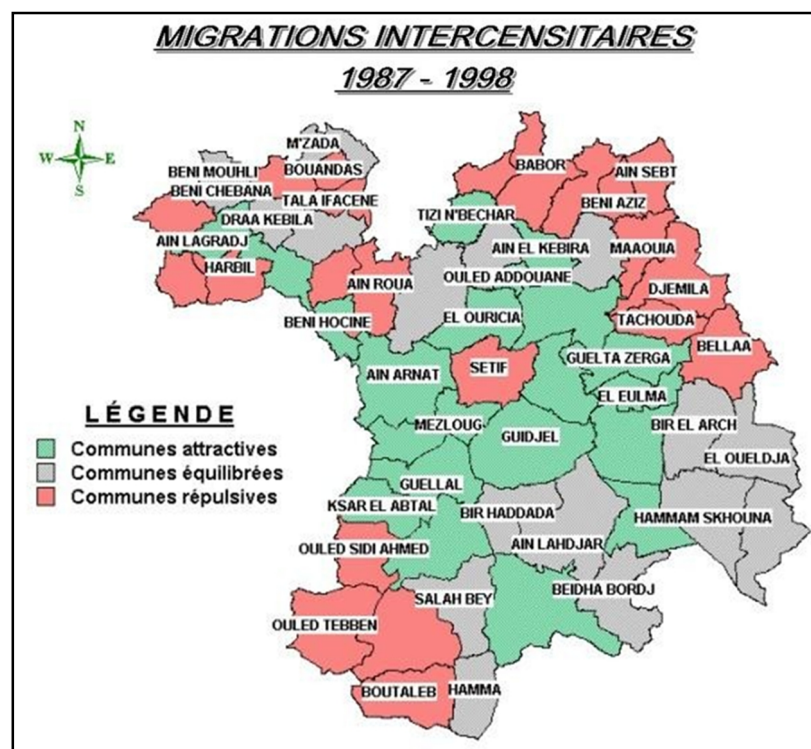 MIGRATIONS INTERCENSITAIRES
1987 - 1998
N
W E
S
M'ZADA
BENI MOUHLI
BOUANDAS
BENI CHEBANA
TALA IFACENE
DRAA KEBILA
AIN LAGRADJ
HARBIL
AIN ROUA
BENI HOCINE
BABOR
AIN SEBT
BENI AZIZ
TIZI N'BECHAR
AIN EL KEBIRA
MAAOUIA
OULED ADDOUANE
DJEMILA
EL OURICIA
TACHOUDA
BELLAA
GUELTA ZERGA
SETIF
AIN ARNAT
EL EULMA
MEZLOUG
GUIDJEL
BIR EL ARCH
EL OUELDJA
GUELLAL
KSAR EL ABTAL
BIR HADDADA
HAMMAM SKHOUNA
OULED SIDI AHMED
AIN LAHDJAR
SALAH BEY
BEIDHA BORDJ
OULED TEBBEN
BOUTALEB
HAMMA
LÉGENDE
Communes attractives
Communes équilibrées
Communes répulsives